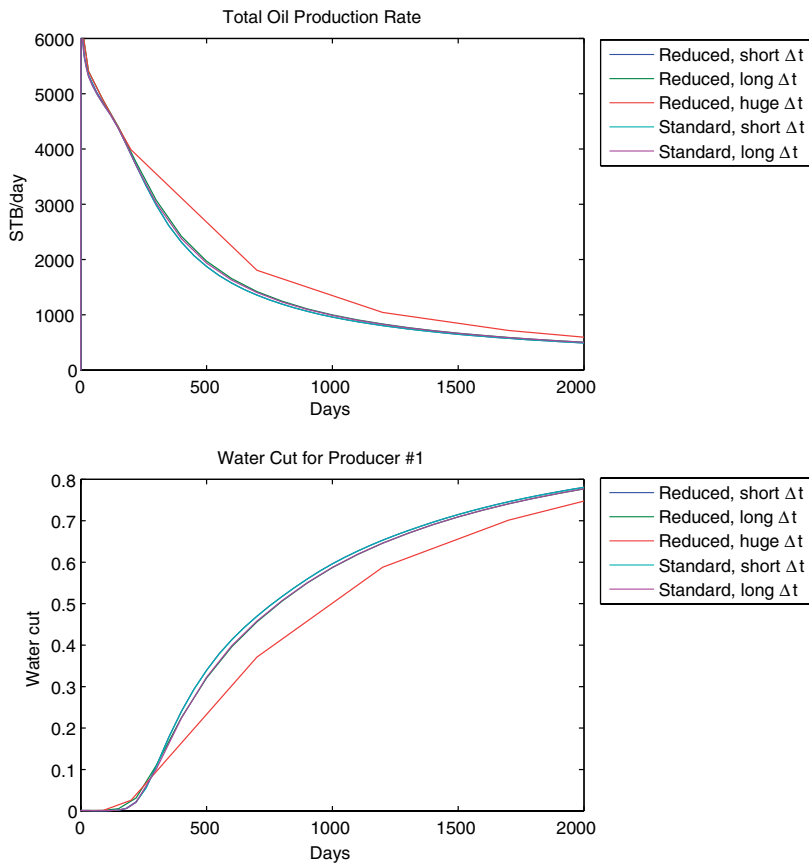 Total Oil Production Rate
6000
5000
4000
3000
2000
1000
0
STB/day
0 500 1000 1500 2000
Days
Reduced, short Δt
Reduced, long Δt
Reduced, huge Δt
Standard, short Δt
Standard, long Δt
Water Cut for Producer #1
0.8
0.7
0.6
0.5
0.4
0.3
0.2
0.1
0
Water cut
0 500 1000 1500 2000
Days
Reduced, short Δt
Reduced, long Δt
Reduced, huge Δt
Standard, short Δt
Standard, long Δt